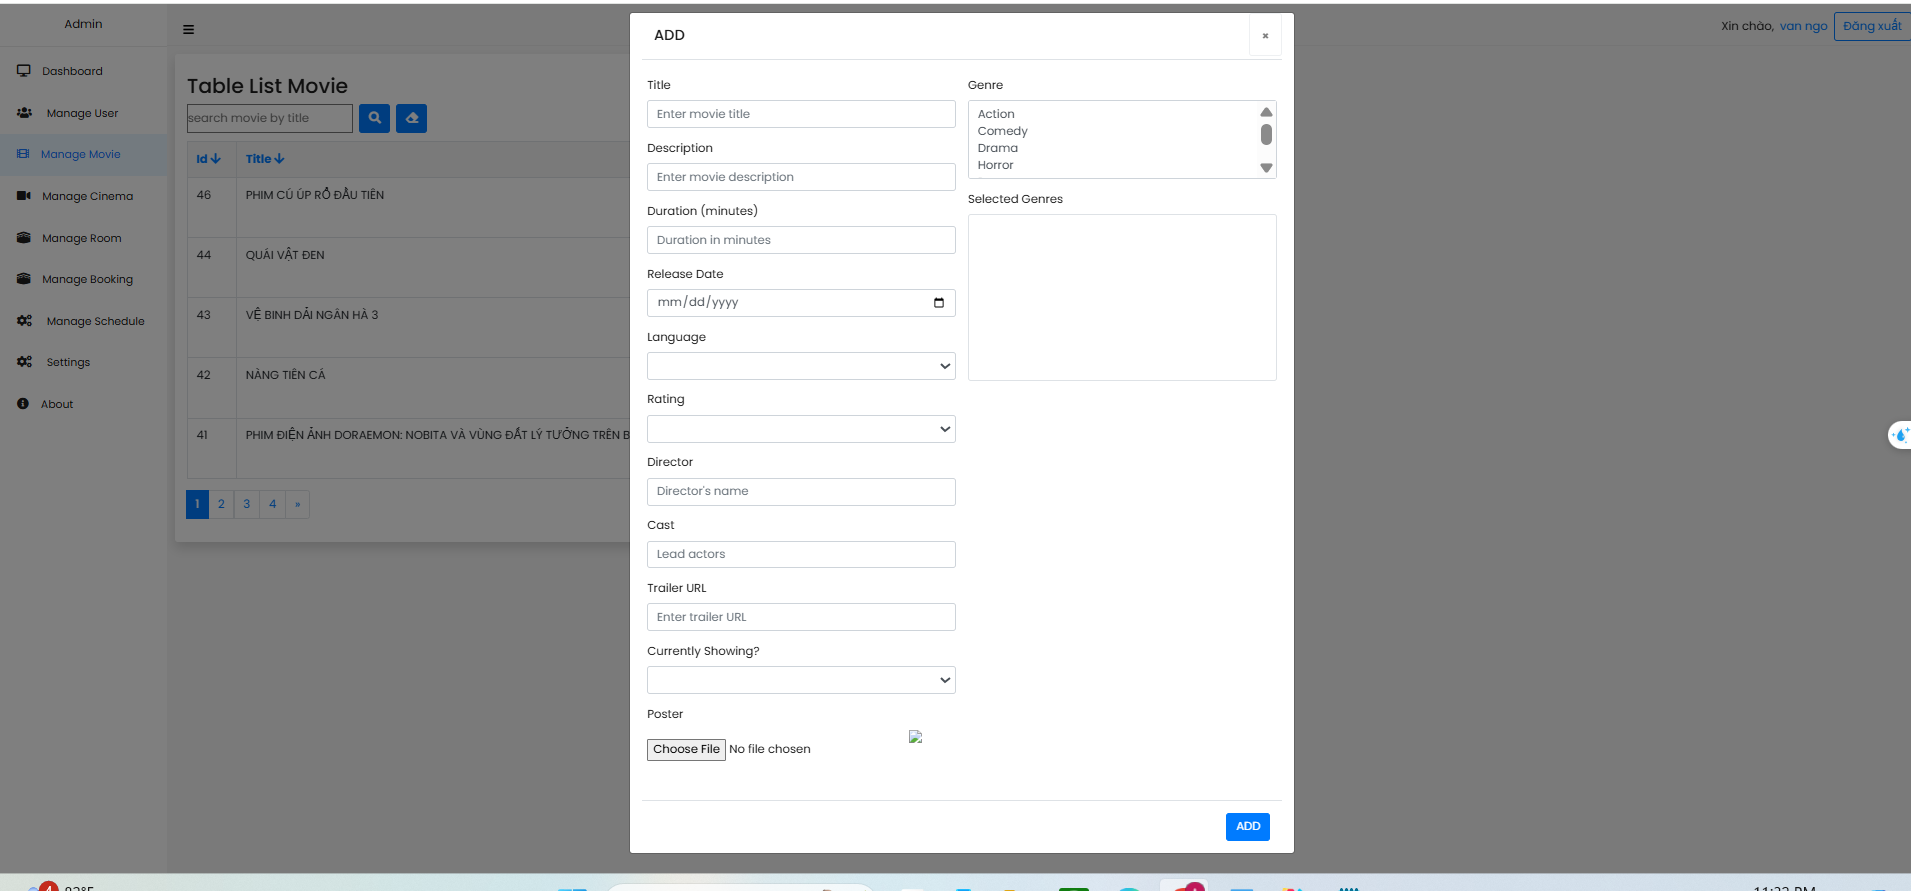 Admin
Xin chào, van ngo Đăng xuất
Dashboard
Manage User
Manage Movie
Manage Cinema
Manage Room
Manage Booking
Manage Schedule
Settings
About
Table List Movie
search movie by title
Id Title
46 PHIM CÚ ÚP RỔ ĐẦU TIÊN
44 QUÁI VẬT ĐEN
43 VỆ BINH DẢI NGÂN HÀ 3
42 NÀNG TIÊN CÁ
41 PHIM ĐIỆN ẢNH DORAEMON: NOBITA VÀ VÙNG ĐẤT LÝ TƯỞNG TRÊN B
1 2 3 4 »
ADD
×
Title
Enter movie title
Description
Enter movie description
Duration (minutes)
Duration in minutes
Release Date
mm/dd/yyyy
Language
Rating
Director
Director's name
Cast
Lead actors
Trailer URL
Enter trailer URL
Currently Showing?
Poster
Choose File No file chosen
Genre
Action
Comedy
Drama
Horror
Selected Genres
ADD